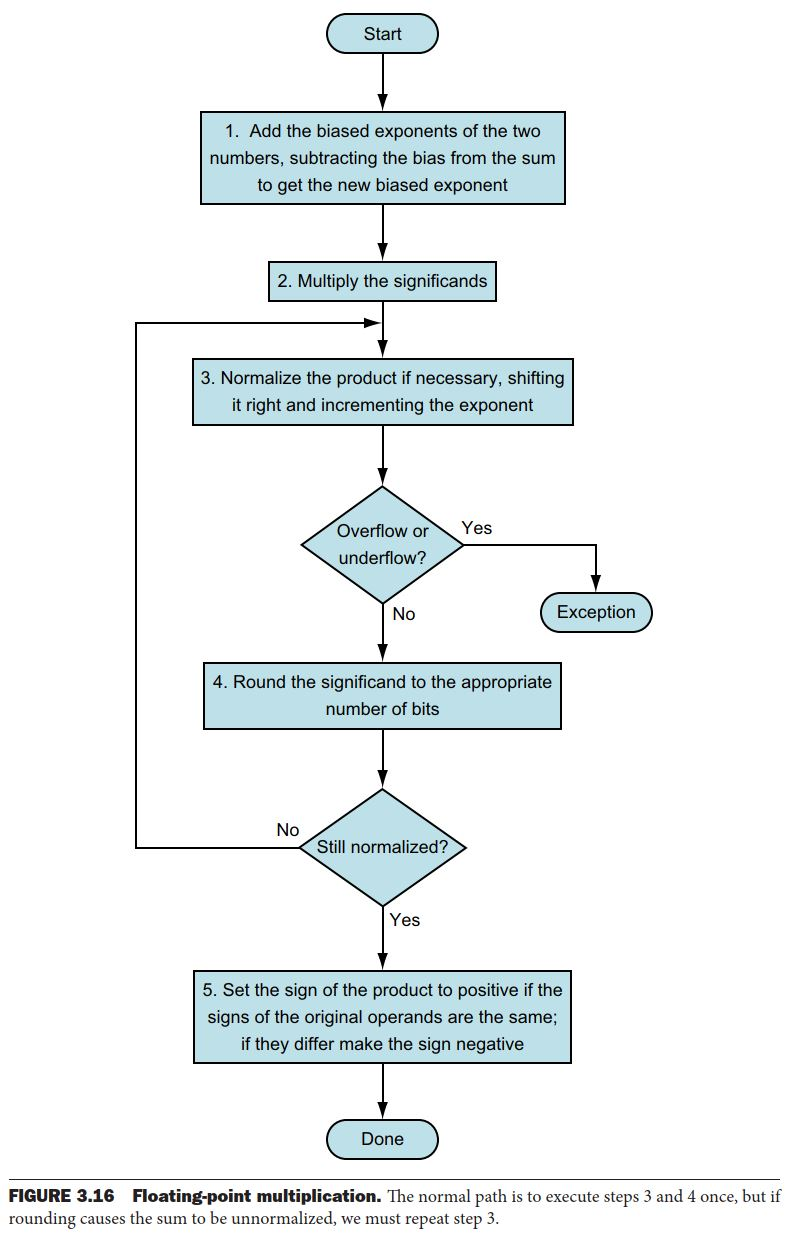 Start
1. Add the biased exponents of the two
numbers, subtracting the bias from the sum
to get the new biased exponent
2. Multiply the significands
3. Normalize the product if necessary, shifting
it right and incrementing the exponent
Overflow or
underflow?
Yes
Exception
No
4. Round the significand to the appropriate
number of bits
No
Still normalized?
Yes
5. Set the sign of the product to positive if the
signs of the original operands are the same;
if they differ make the sign negative
Done
FIGURE 3.16 Floating-point multiplication. The normal path is to execute steps 3 and 4 once, but if
rounding causes the sum to be unnormalized, we must repeat step 3.